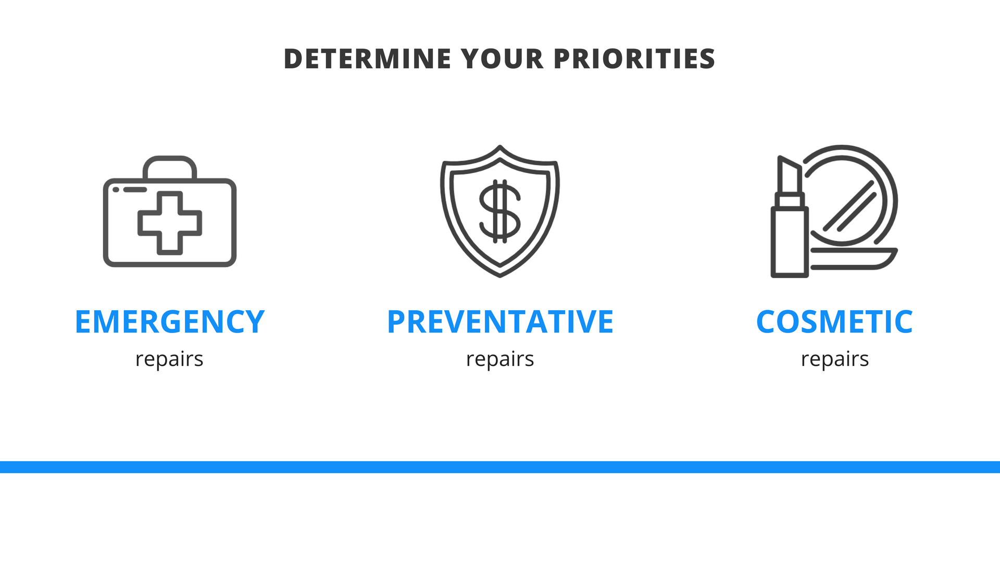 DETERMINE YOUR PRIORITIES
EMERGENCY
repairs
PREVENTATIVE
repairs
COSMETIC
repairs